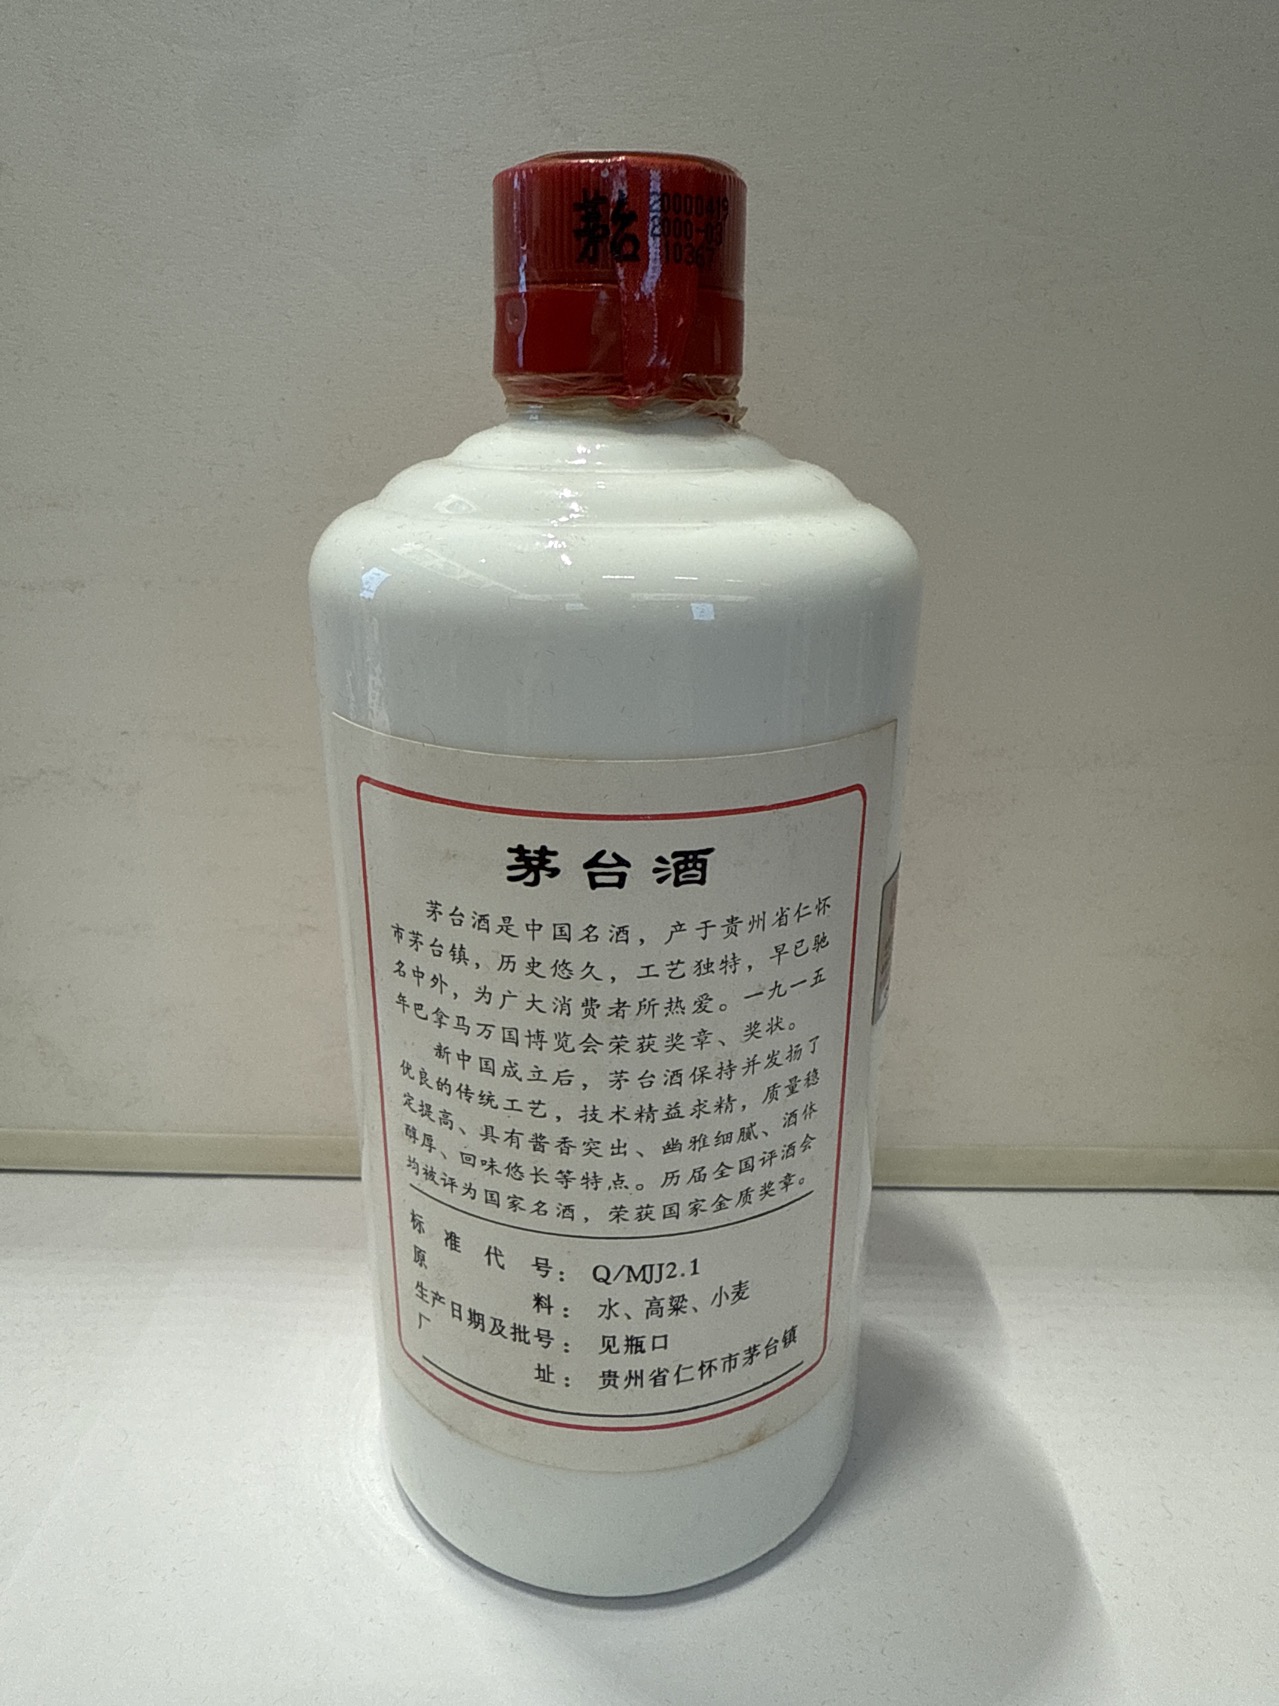 茅台
20000419
2000-03
10367
茅台酒
茅台酒是中国名酒，产于贵州省仁怀
市茅台镇，历史悠久，工艺独特，早已驰
名中外，为广大消费者所热爱。一九一五
年巴拿马万国博览会荣获奖章、奖状。
新中国成立后，茅台酒保持并发扬了
优良的传统工艺，技术精益求精，质量稳
定提高、具有酱香突出、幽雅细腻、酒体
醇厚、回味悠长等特点。历届全国评酒会
均被评为国家名酒，荣获国家金质奖章。
标准代号：Q/MJJ2.1
原料：水、高粱、小麦
生产日期及批号：见瓶口
厂址：贵州省仁怀市茅台镇